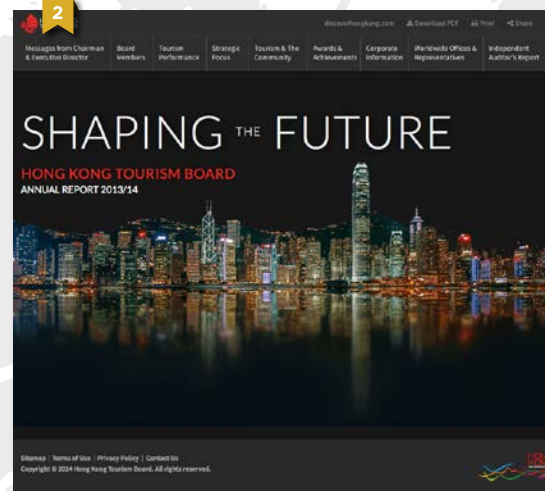 2
discoverhongkong.com Download PDF Print Share
Messages from Chairman & Executive Director
Board Members
Tourism Performance
Strategic Focus
Tourism & The Community
Awards & Achievements
Corporate Information
Worldwide Offices & Representatives
Independent Auditor's Report
SHAPING THE FUTURE
HONG KONG TOURISM BOARD
ANNUAL REPORT 2013/14
Sitemap | Terms of Use | Privacy Policy | Contact Us
Copyright © 2014 Hong Kong Tourism Board. All rights reserved.